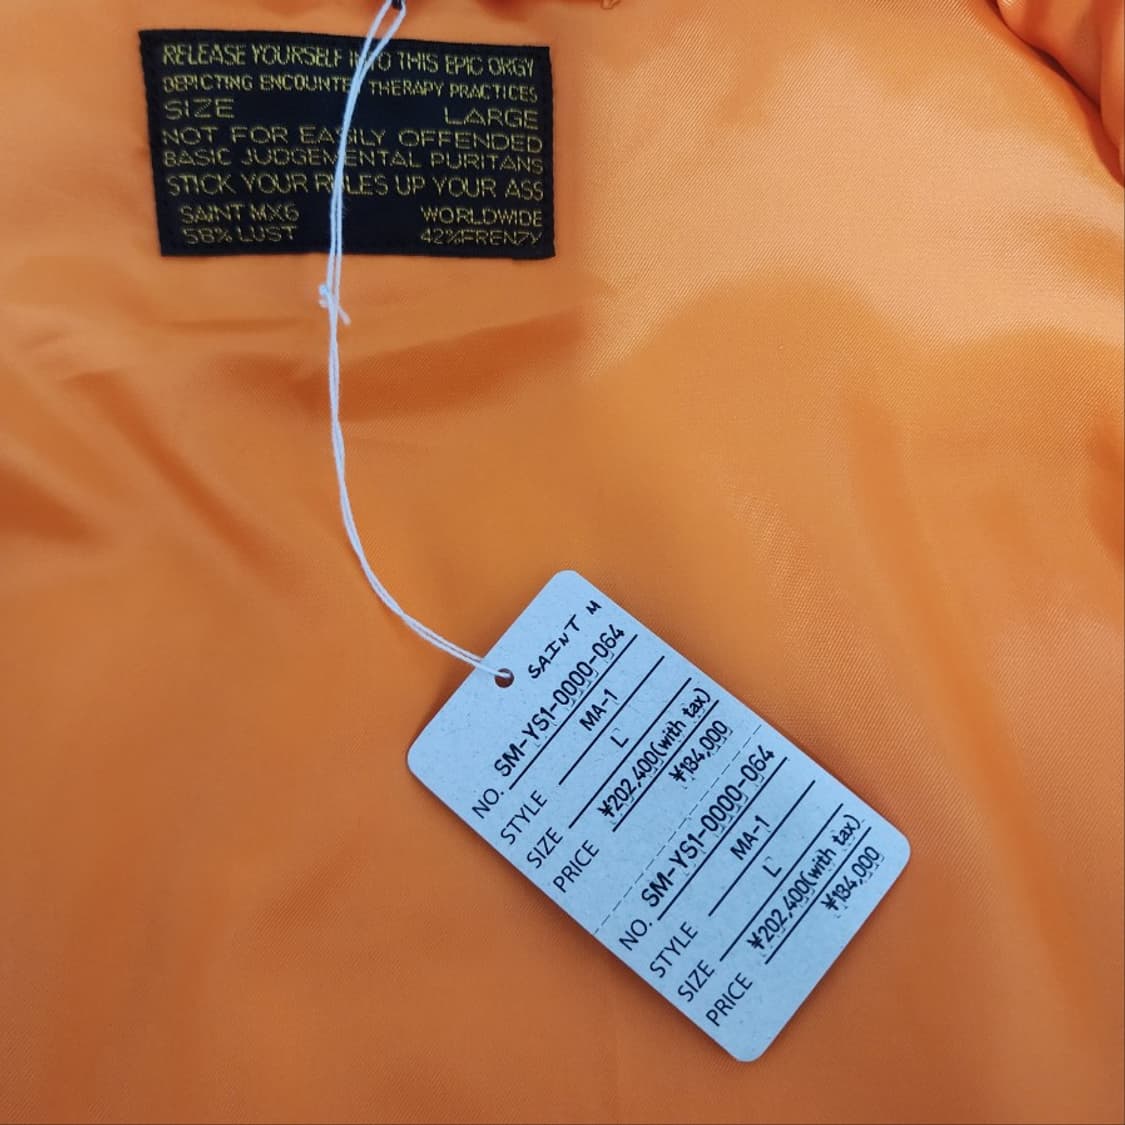 RELEASE YOURSELF INTO THIS EPIC ORGY
DEPICTING ENCOUNTER THERAPY PRACTICES
SIZE LARGE
NOT FOR EASILY OFFENDED
BASIC JUDGEMENTAL PURITANS
STICK YOUR RULES UP YOUR ASS
SAINT MX6 WORLDWIDE
58% LUST 42%FRENZY
SAINT M
NO. SM-YS1-0000-064
STYLE MA-1
SIZE L
PRICE ¥202,400(with tax)
¥184,000
NO. SM-YS1-0000-064
STYLE MA-1
SIZE L
PRICE ¥202,400(with tax)
¥184,000